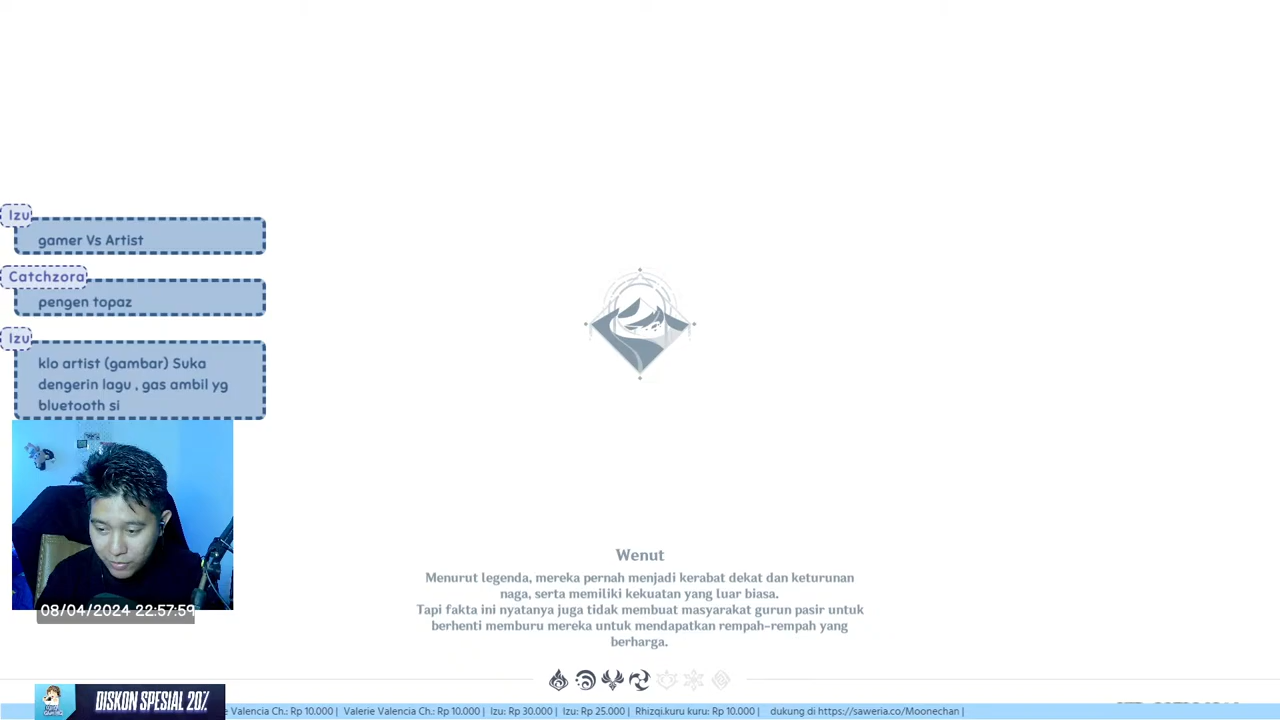 Izu
gamer Vs Artist
Catchzora
pengen topaz
Izu
klo artist (gambar) Suka
dengerin lagu , gas ambil yg
bluetooth si
08/04/2024 22:57:59
Wenut
Menurut legenda, mereka pernah menjadi kerabat dekat dan keturunan
naga, serta memiliki kekuatan yang luar biasa.
Tapi fakta ini nyatanya juga tidak membuat masyarakat gurun pasir untuk
berhenti memburu mereka untuk mendapatkan rempah-rempah yang
berharga.
DISKON SPESIAL 20%
e Valencia Ch.: Rp 10.000 | Valerie Valencia Ch.: Rp 10.000 | Izu: Rp 30.000 | Izu: Rp 25.000 | Rhizqi.kuru kuru: Rp 10.000 | dukung di https://saweria.co/Moonechan |